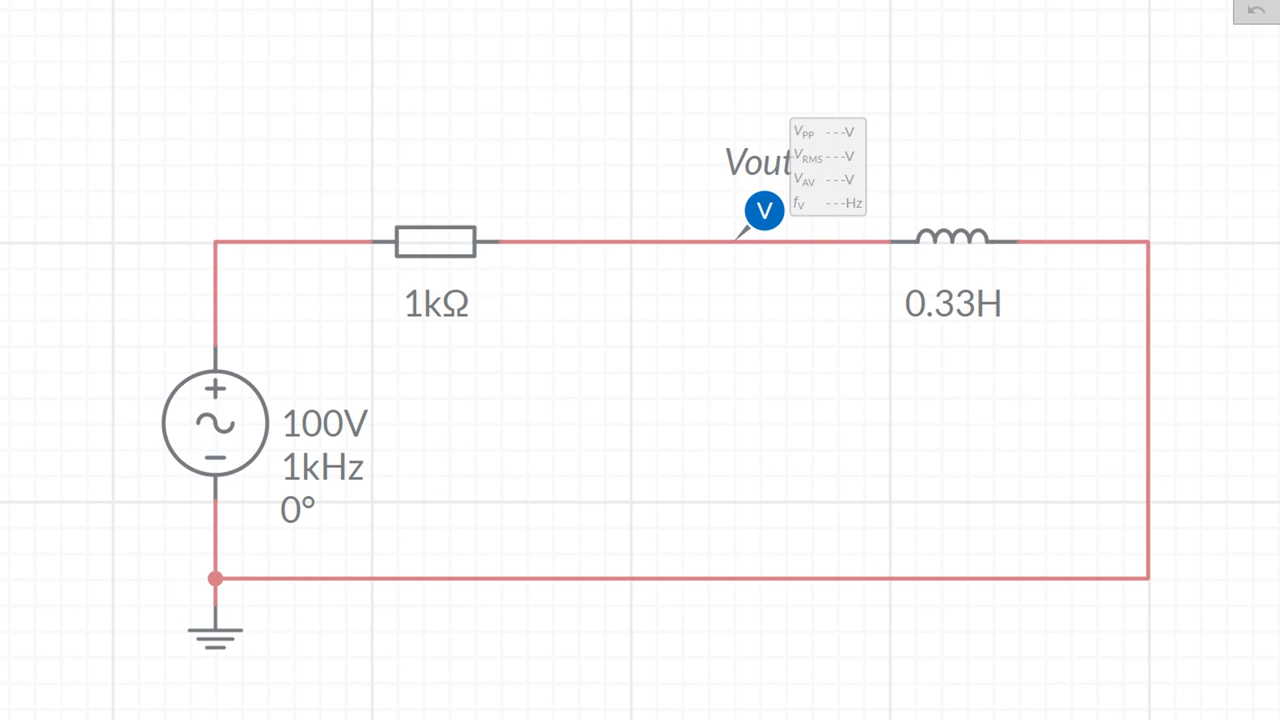 Vout
VPP ---V
VRMS ---V
VAV ---V
fV ---Hz
V
1kΩ
0.33H
100V
1kHz
0°